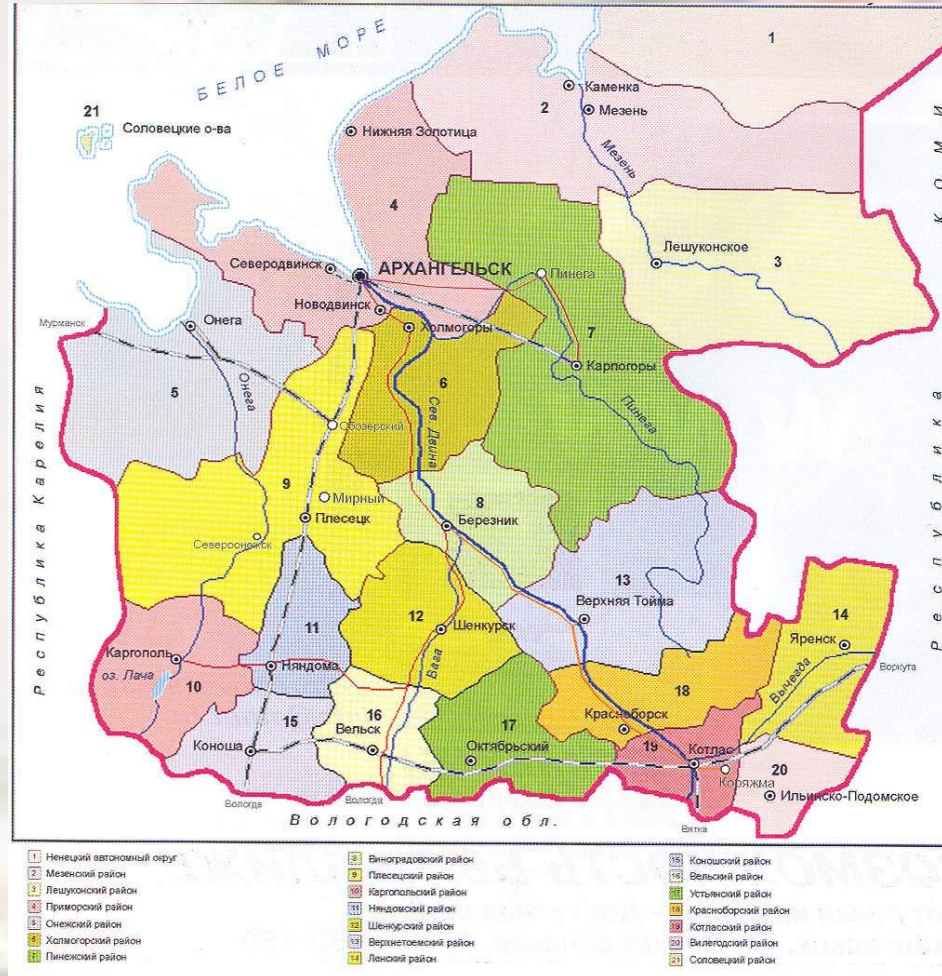 БЕЛОЕ МОРЕ
1
Каменка
2
Мезень
21
Соловецкие о-ва
Нижняя Золотица
Мезень
4
Лешуконское
3
Северодвинск
АРХАНГЕЛЬСК
Пинега
Новодвинск
Холмогоры
7
Мурманск
Онега
Карпогоры
5
Онега
6
Сев Двина
Пинега
Обозерский
9
Мирный
8
Плесецк
Березник
Североонежск
13
Верхняя Тойма
14
12
Шенкурск
Яренск
11
Каргополь
Няндома
Воркута
оз. Лача
10
Вага
Вычегда
18
15
16
17
Красноборск
Коноша
Вельск
Октябрьский
19
Котлас
Коряжма
20
Ильинско-Подомское
Вологда
Вологда
Вятка
Вологодская обл.
Республика Карелия
Республика КОМИ
1 Ненецкий автономный округ
2 Мезенский район
3 Лешуконский район
4 Приморский район
5 Онежский район
6 Холмогорский район
7 Пинежский район
8 Виноградовский район
9 Плесецкий район
10 Каргопольский район
11 Няндомский район
12 Шенкурский район
13 Верхнетоемский район
14 Ленский район
15 Коношский район
16 Вельский район
17 Устьянский район
18 Красноборский район
19 Котласский район
20 Вилегодский район
21 Соловецкий район